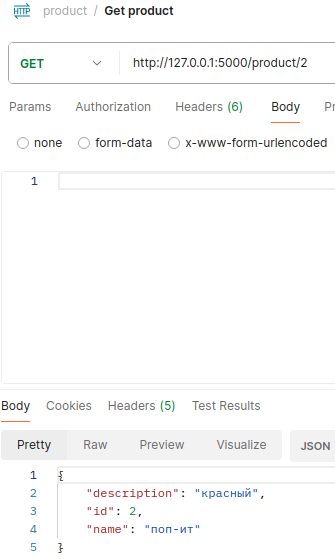 HTTP product / Get product
GET http://127.0.0.1:5000/product/2
Params Authorization Headers (6) Body
none form-data x-www-form-urlencoded
1
Body Cookies Headers (5) Test Results
Pretty Raw Preview Visualize JSON
1 {
2 "description": "красный",
3 "id": 2,
4 "name": "поп-ит"
5 }